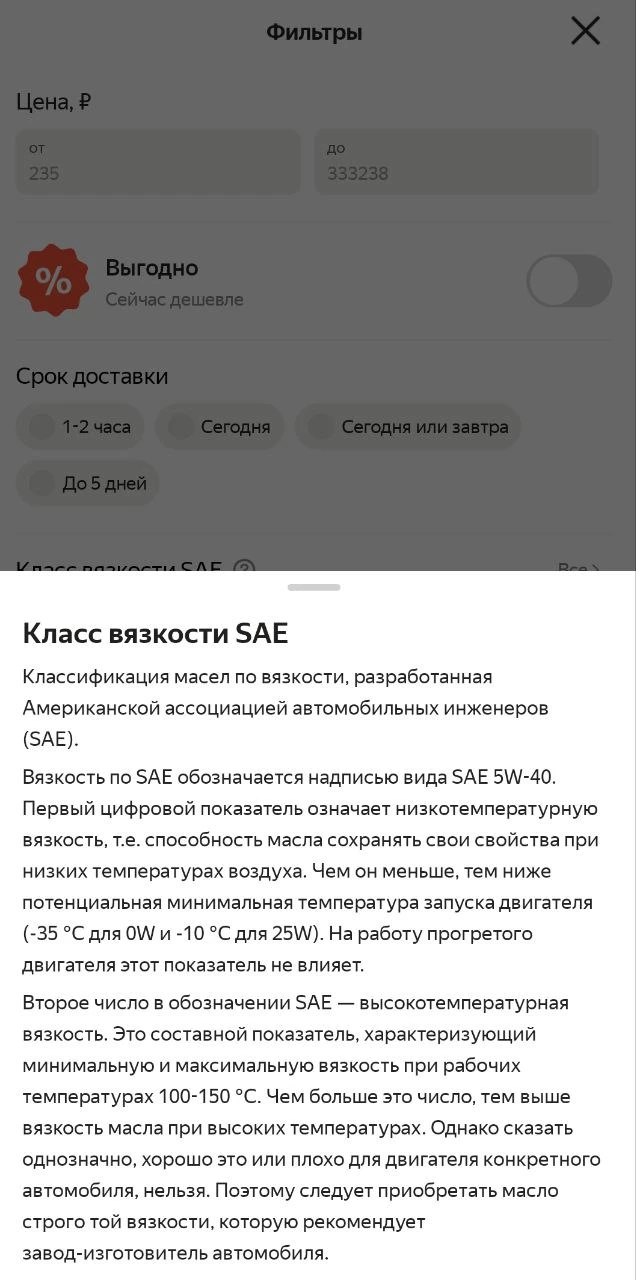 Фильтры
Цена, ₽
от
235
до
333238
%
Выгодно
Сейчас дешевле
Срок доставки
1-2 часа
Сегодня
Сегодня или завтра
До 5 дней
Класс вязкости SAE ?
Все >
Класс вязкости SAE
Классификация масел по вязкости, разработанная
Американской ассоциацией автомобильных инженеров
(SAE).
Вязкость по SAE обозначается надписью вида SAE 5W-40.
Первый цифровой показатель означает низкотемпературную
вязкость, т.е. способность масла сохранять свои свойства при
низких температурах воздуха. Чем он меньше, тем ниже
потенциальная минимальная температура запуска двигателя
(-35 °C для 0W и -10 °C для 25W). На работу прогретого
двигателя этот показатель не влияет.
Второе число в обозначении SAE — высокотемпературная
вязкость. Это составной показатель, характеризующий
минимальную и максимальную вязкость при рабочих
температурах 100-150 °C. Чем больше это число, тем выше
вязкость масла при высоких температурах. Однако сказать
однозначно, хорошо это или плохо для двигателя конкретного
автомобиля, нельзя. Поэтому следует приобретать масло
строго той вязкости, которую рекомендует
завод-изготовитель автомобиля.